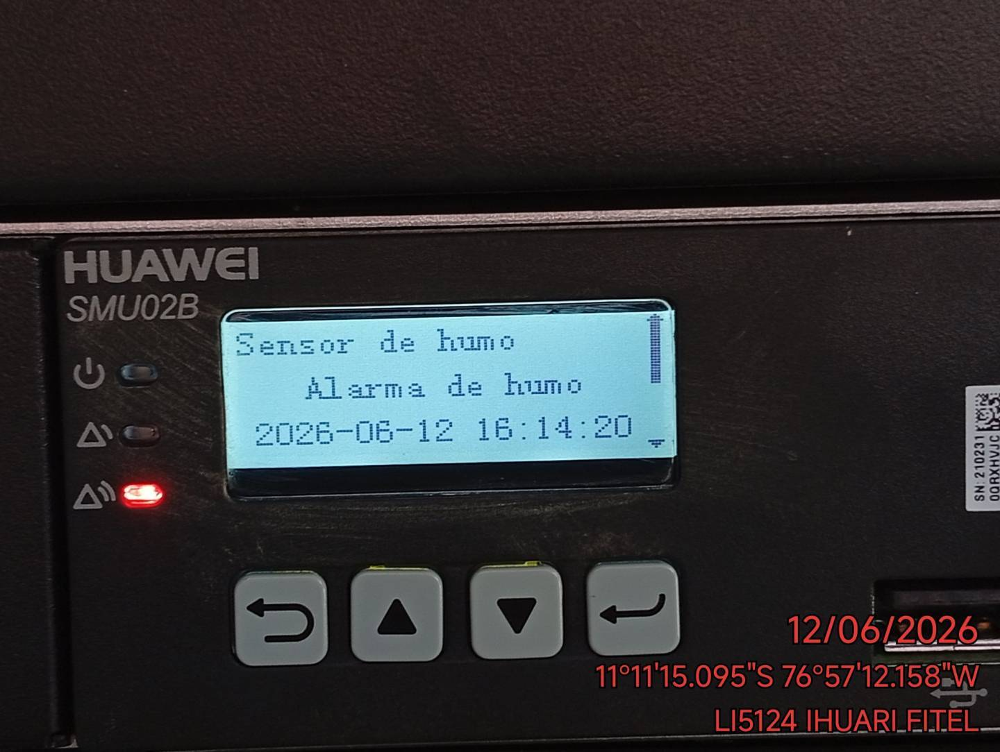 HUAWEI
SMU02B
Sensor de humo
Alarma de humo
2026-06-12 16:14:20
SN: 210231
0QRXHVJC
12/06/2026
11°11'15.095"S 76°57'12.158"W
LI5124 IHUARI FITEL